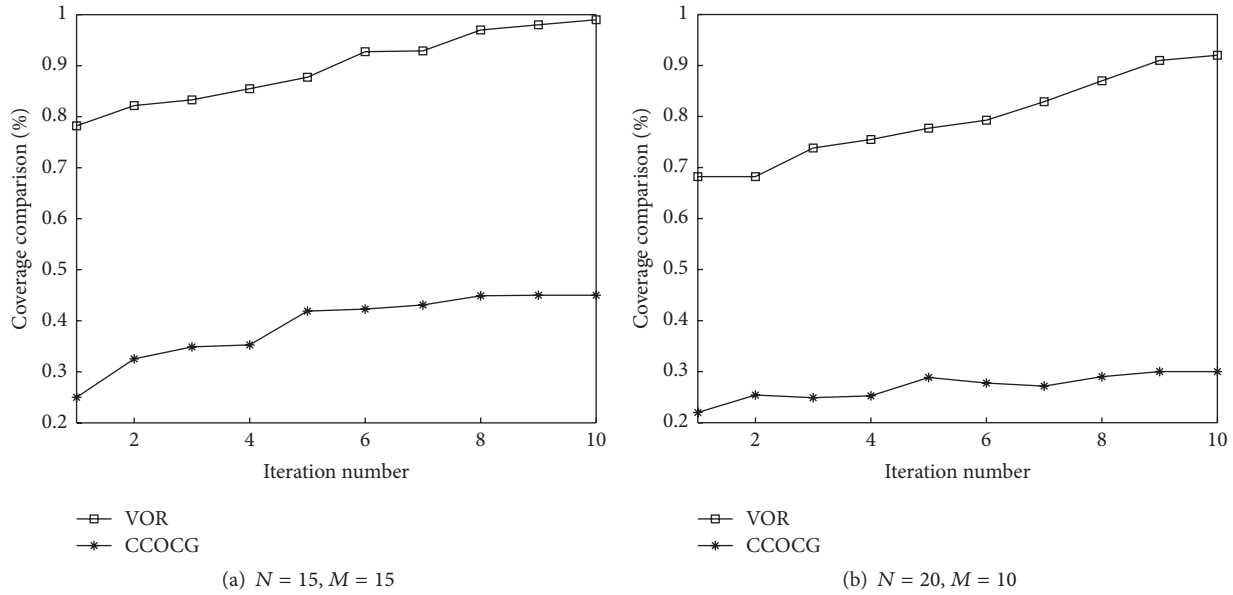 1
0.9
0.8
0.7
0.6
0.5
0.4
0.3
0.2
Coverage comparison (%)
2 4 6 8 10
Iteration number
VOR
CCOCG
(a) N = 15, M = 15
1
0.9
0.8
0.7
0.6
0.5
0.4
0.3
0.2
Coverage comparison (%)
2 4 6 8 10
Iteration number
VOR
CCOCG
(b) N = 20, M = 10